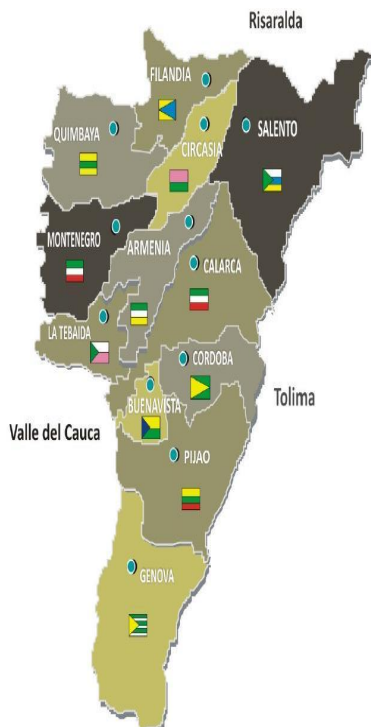 Risaralda
FILANDIA
QUIMBAYA
SALENTO
CIRCASIA
MONTENEGRO
ARMENIA
CALARCA
LA TEBAIDA
CORDOBA
Tolima
BUENAVISTA
Valle del Cauca
PIJAO
GENOVA